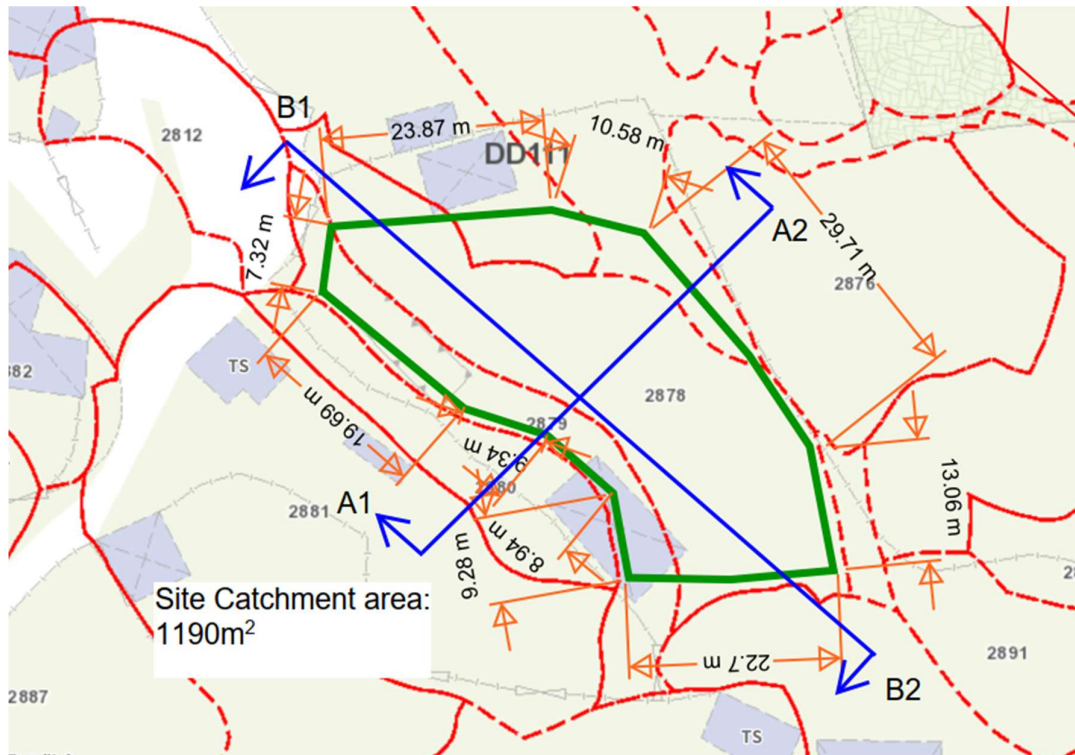 B1
2812
23.87 m
DD111
10.58 m
A2
29.71 m
2876
7.32 m
TS
19.69 m
2878
2879
9.34 m
2881
A1
8.94 m
9.28 m
13.06 m
Site Catchment area:
1190m²
22.7 m
2891
B2
2887
TS